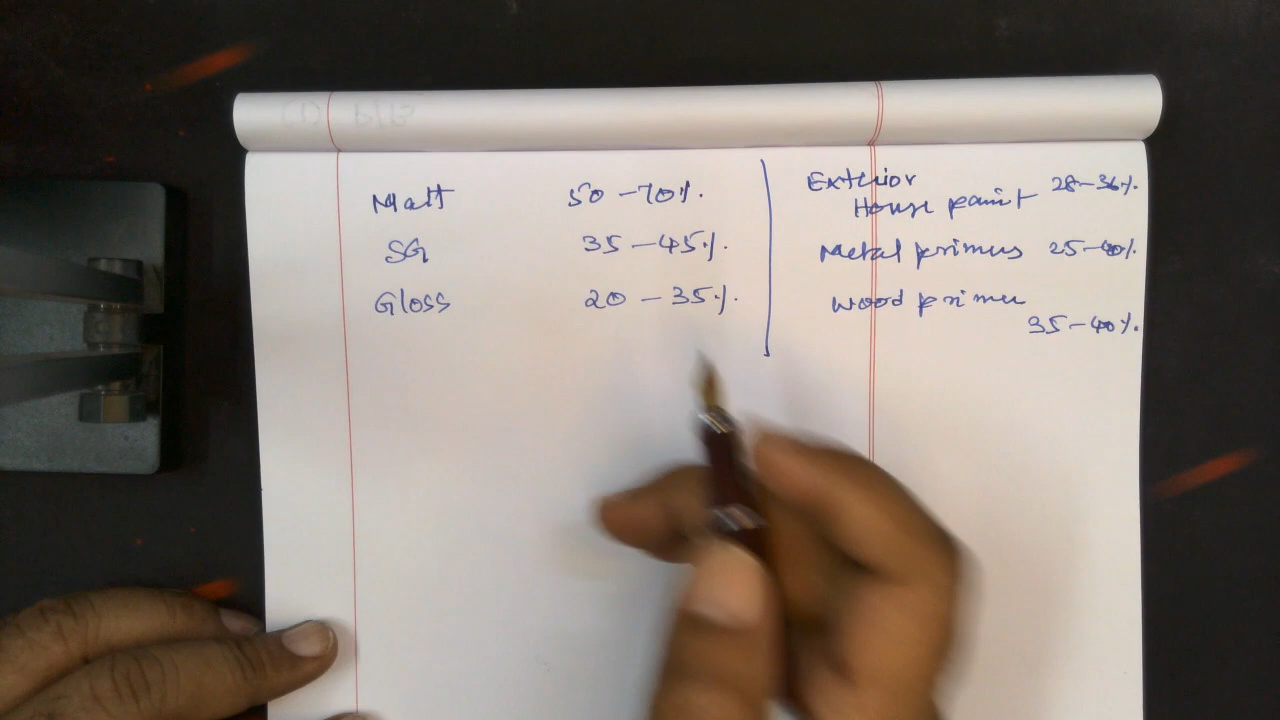 Matt 50-70%.
SG 35-45%.
Gloss 20-35%.
Exterior
House paint 28-36%.
Metal primers 25-40%.
Wood primer
35-40%.